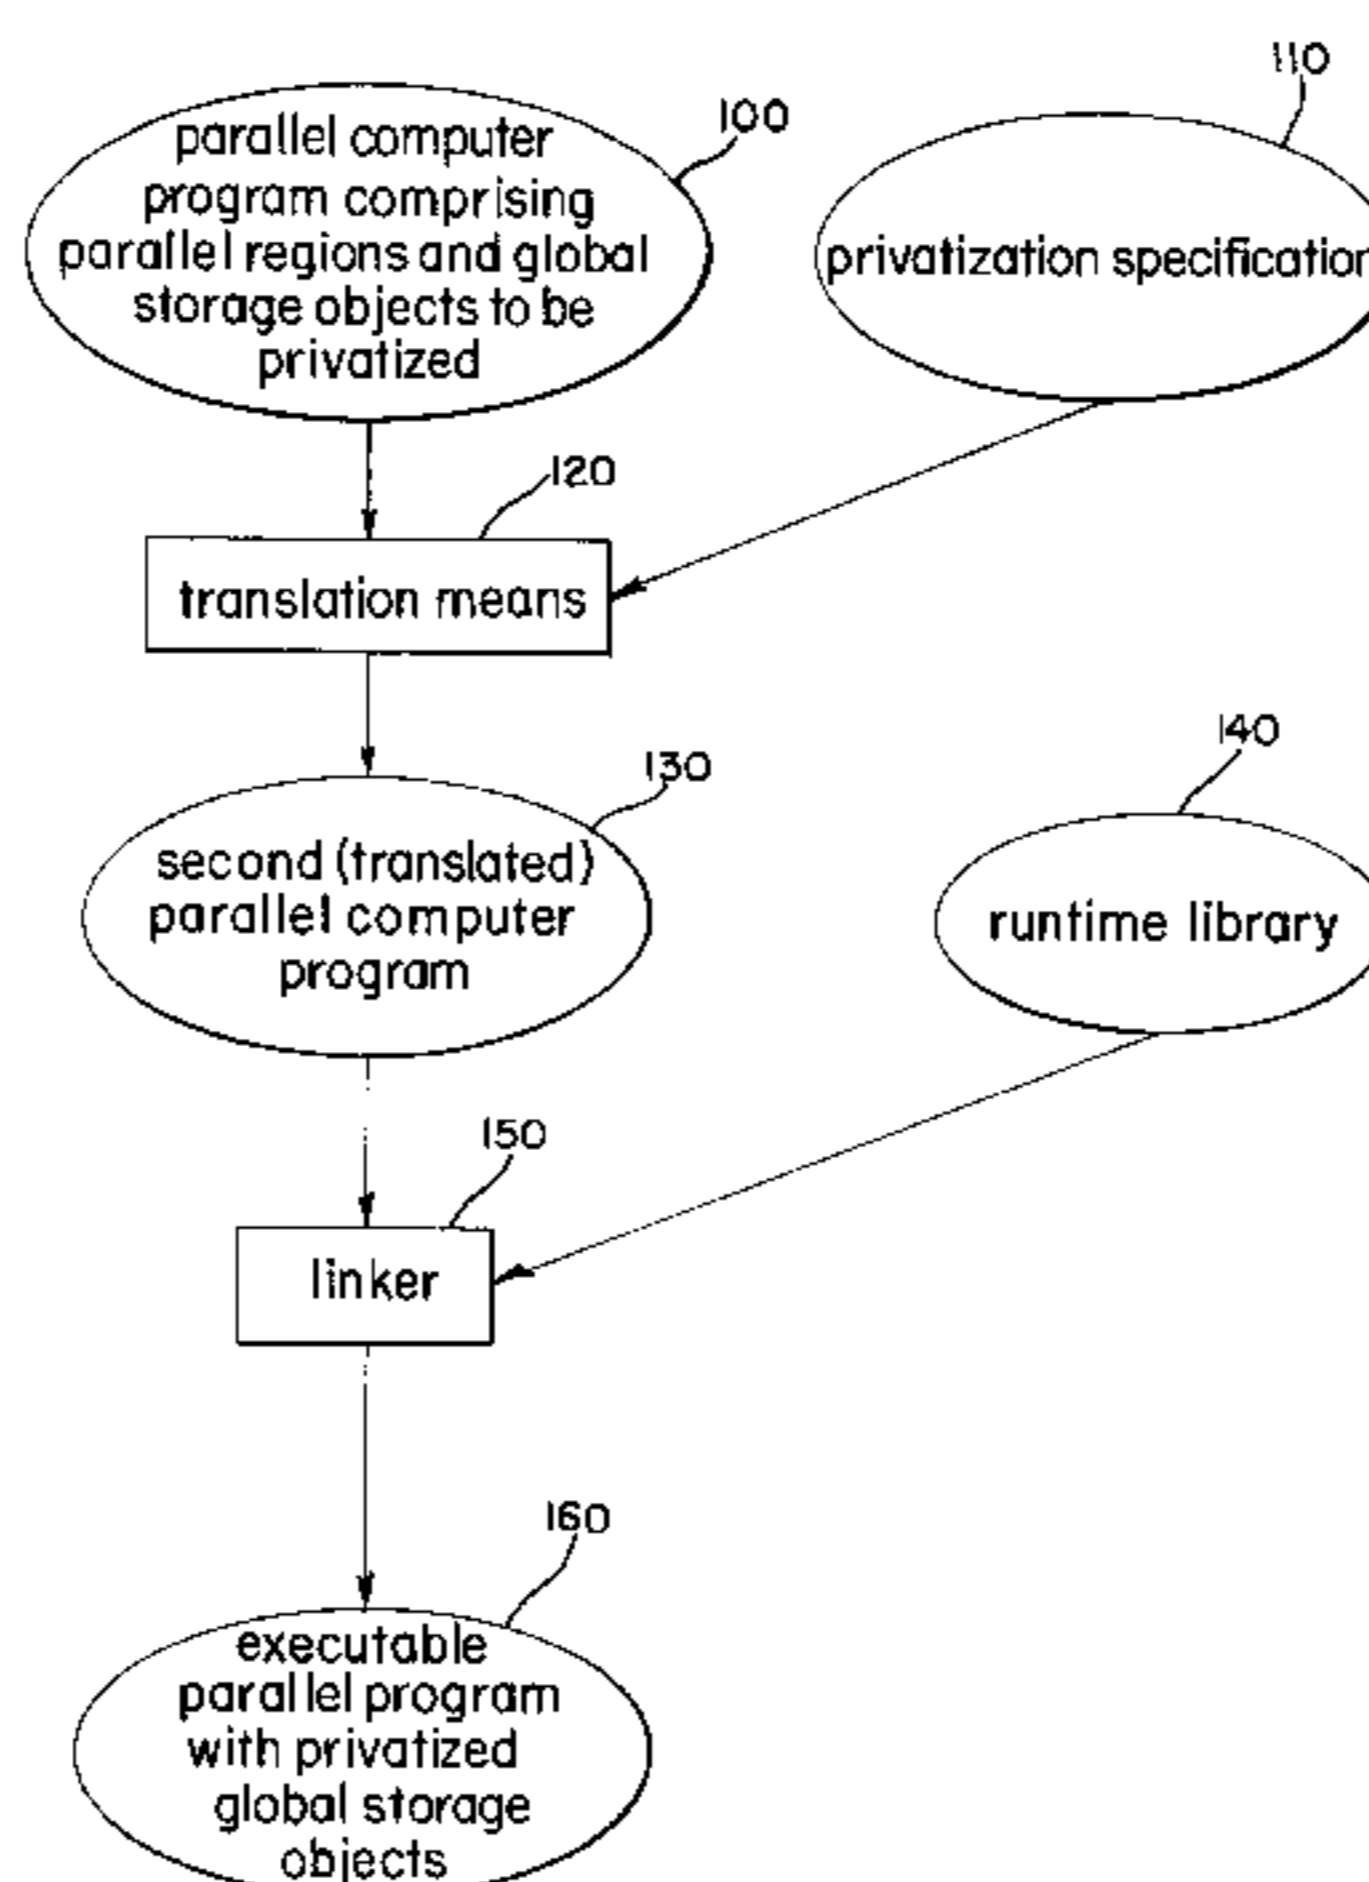 110
100
parallel computer
program comprising
parallel regions and global
storage objects to be
privatized
privatization specification
120
translation means
130
second (translated)
parallel computer
program
140
runtime library
150
linker
160
executable
parallel program
with privatized
global storage
objects